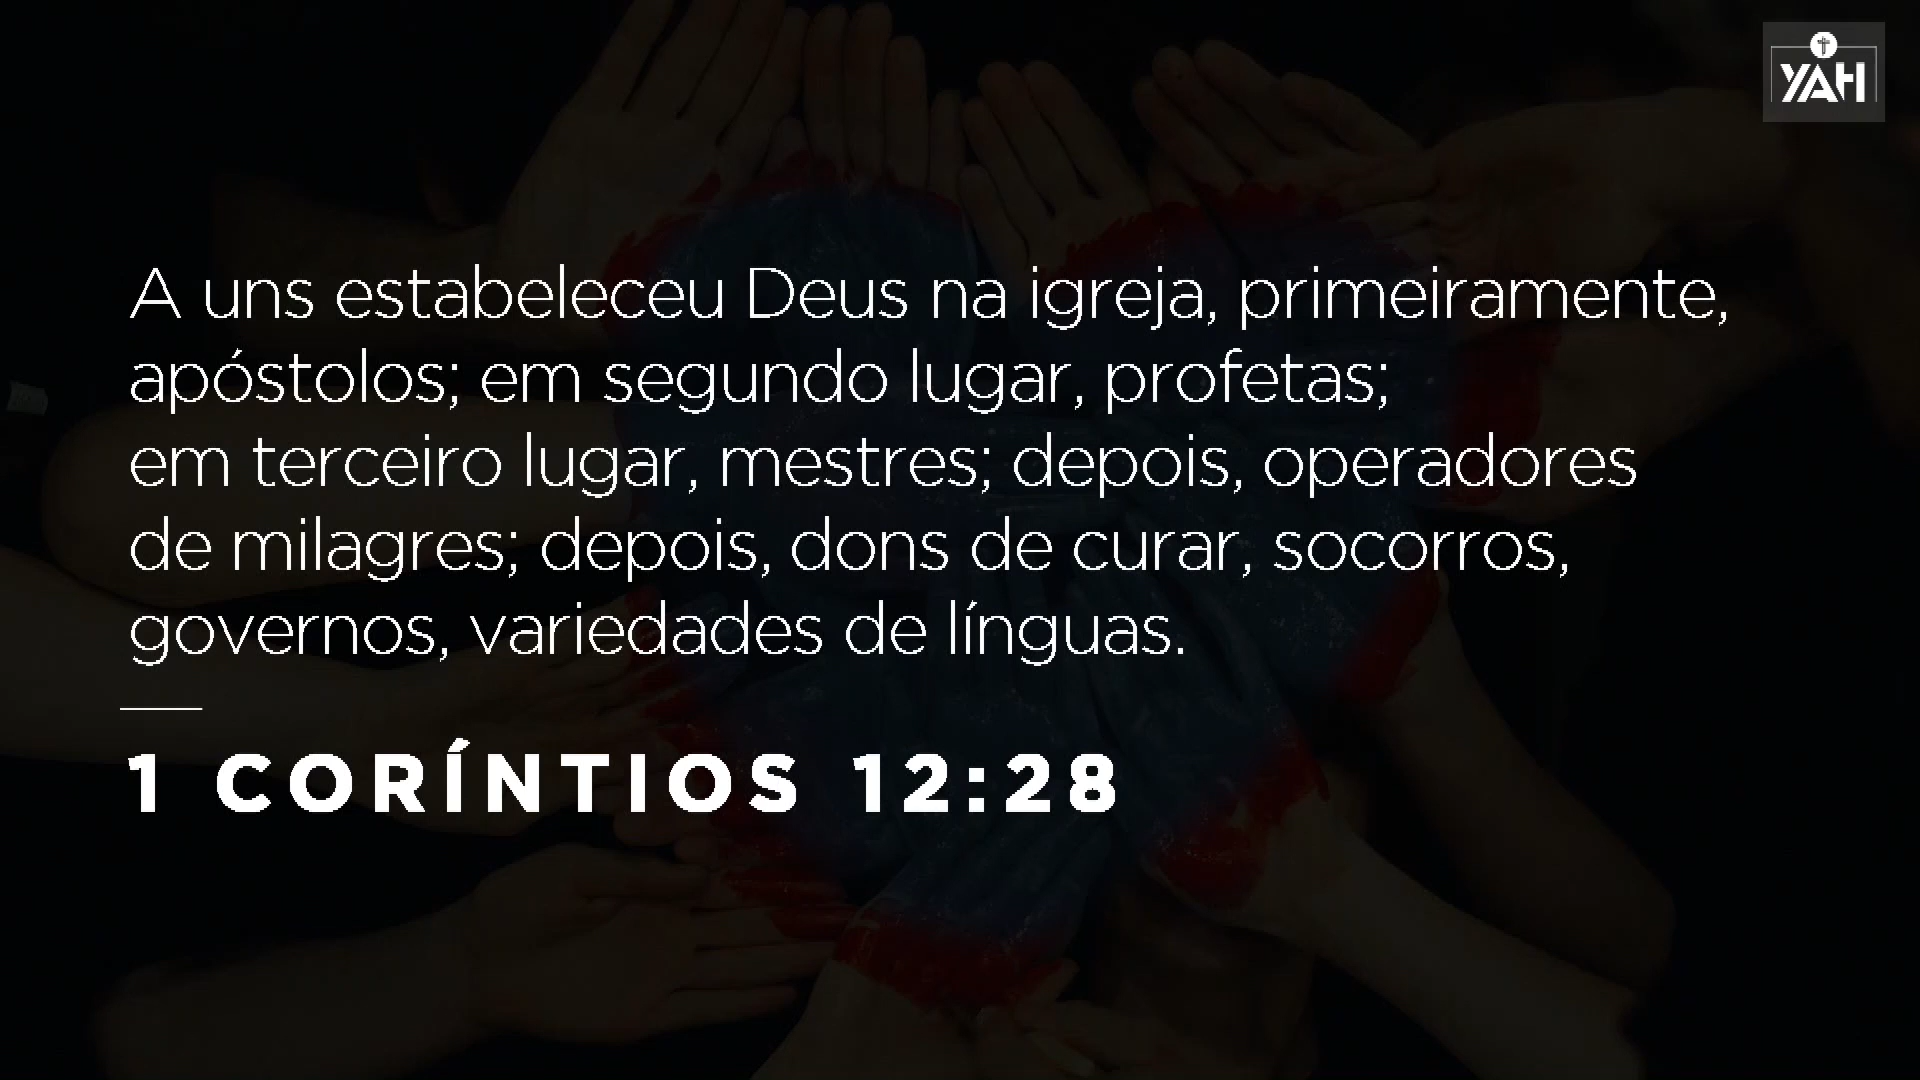 YAH
A uns estabeleceu Deus na igreja, primeiramente,
apóstolos; em segundo lugar, profetas;
em terceiro lugar, mestres; depois, operadores
de milagres; depois, dons de curar, socorros,
governos, variedades de línguas.
1 CORÍNTIOS 12:28